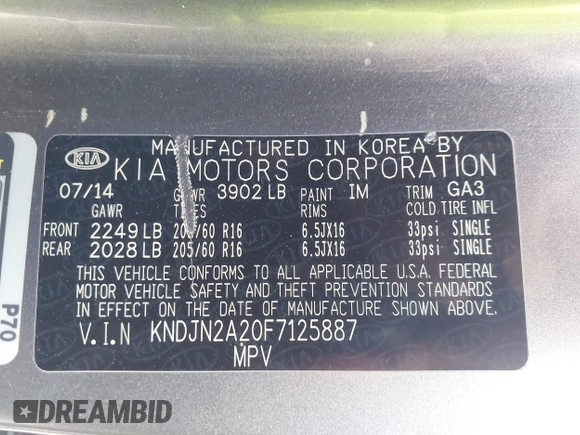 MANUFACTURED IN KOREA BY
KIA KIA MOTORS CORPORATION
07/14 GVWR 3902 LB PAINT IM TRIM GA3
GAWR TIRES RIMS COLD TIRE INFL
FRONT 2249 LB 205/60 R16 6.5JX16 33psi SINGLE
REAR 2028 LB 205/60 R16 6.5JX16 33psi SINGLE
THIS VEHICLE CONFORMS TO ALL APPLICABLE U.S.A. FEDERAL
MOTOR VEHICLE SAFETY AND THEFT PREVENTION STANDARDS
IN EFFECT ON THE DATE OF MANUFACTURE SHOWN ABOVE.
V.I.N KNDJN2A20F7125887
MPV
P70
DREAMBID